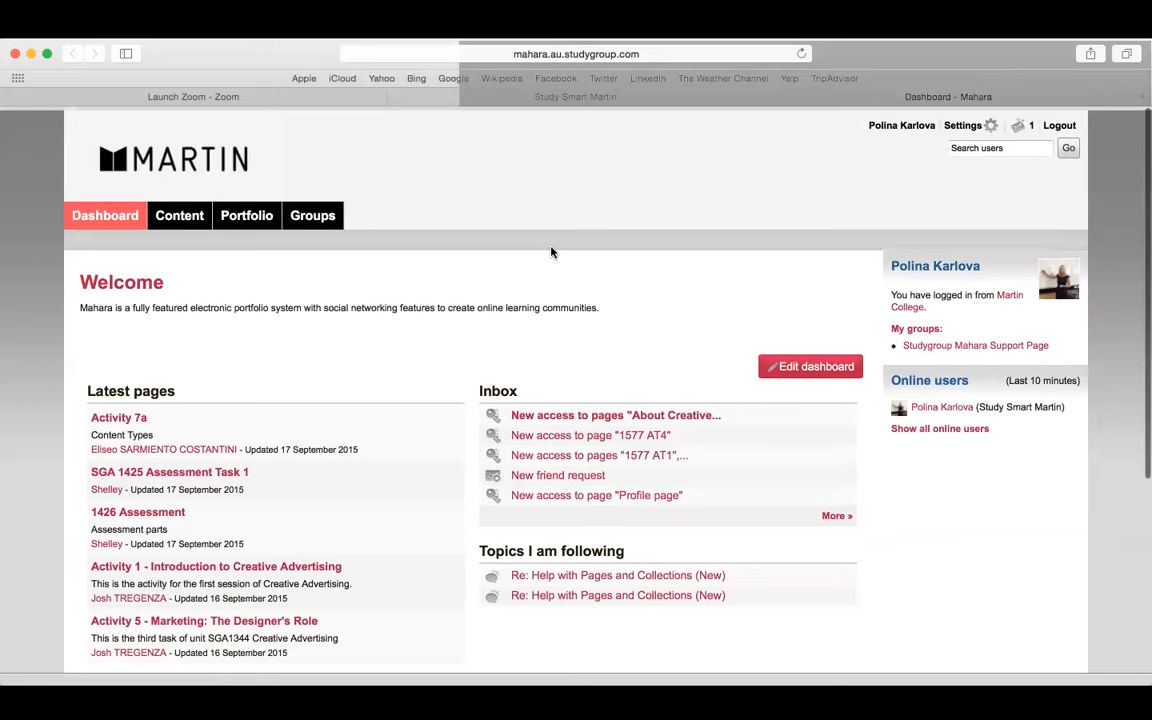 mahara.au.studygroup.com
Apple iCloud Yahoo Bing Google Wikipedia Facebook Twitter LinkedIn The Weather Channel Yelp TripAdvisor
Launch Zoom - Zoom
Study Smart Martin
Dashboard - Mahara
Polina Karlova Settings 1 Logout
MARTIN
Search users Go
Dashboard Content Portfolio Groups
Welcome
Mahara is a fully featured electronic portfolio system with social networking features to create online learning communities.
Edit dashboard
Latest pages
Activity 7a
Content Types
Eliseo SARMIENTO COSTANTINI - Updated 17 September 2015
SGA 1425 Assessment Task 1
Shelley - Updated 17 September 2015
1426 Assessment
Assessment parts
Shelley - Updated 17 September 2015
Activity 1 - Introduction to Creative Advertising
This is the activity for the first session of Creative Advertising.
Josh TREGENZA - Updated 16 September 2015
Activity 5 - Marketing: The Designer's Role
This is the third task of unit SGA1344 Creative Advertising
Josh TREGENZA - Updated 16 September 2015
Inbox
New access to pages "About Creative...
New access to page "1577 AT4"
New access to pages "1577 AT1",...
New friend request
New access to page "Profile page"
More »
Topics I am following
Re: Help with Pages and Collections (New)
Re: Help with Pages and Collections (New)
Polina Karlova
You have logged in from Martin
College.
My groups:
Studygroup Mahara Support Page
Online users (Last 10 minutes)
Polina Karlova (Study Smart Martin)
Show all online users